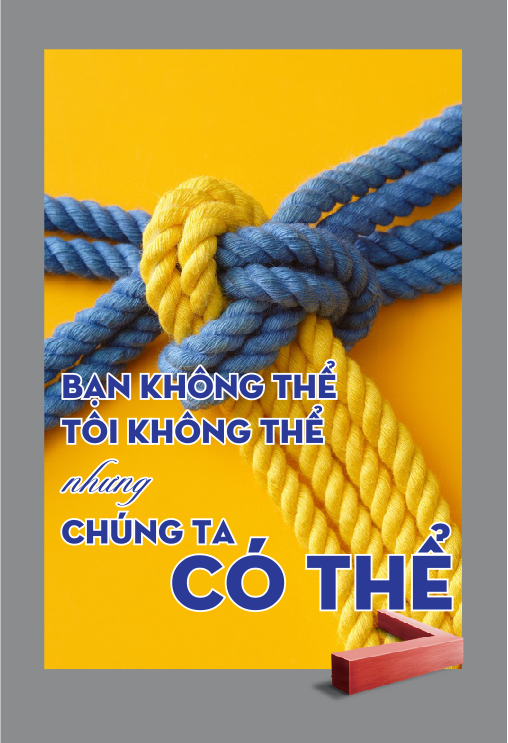 BẠN KHÔNG THỂ
TÔI KHÔNG THỂ
nhưng
CHÚNG TA
CÓ THỂ